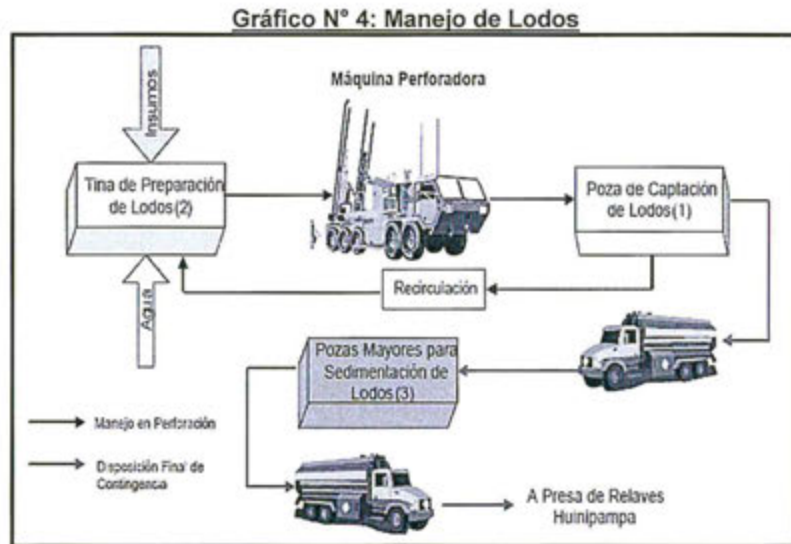 Gráfico N° 4: Manejo de Lodos
Insumos
Máquina Perforadora
Tina de Preparación
de Lodos(2)
Poza de Captación
de Lodos(1)
Recirculación
Agua
Pozas Mayores para
Sedimentación de
Lodos(3)
Manejo en Perforación
Disposición Final de
Contingencia
A Presa de Relaves
Huinipampa